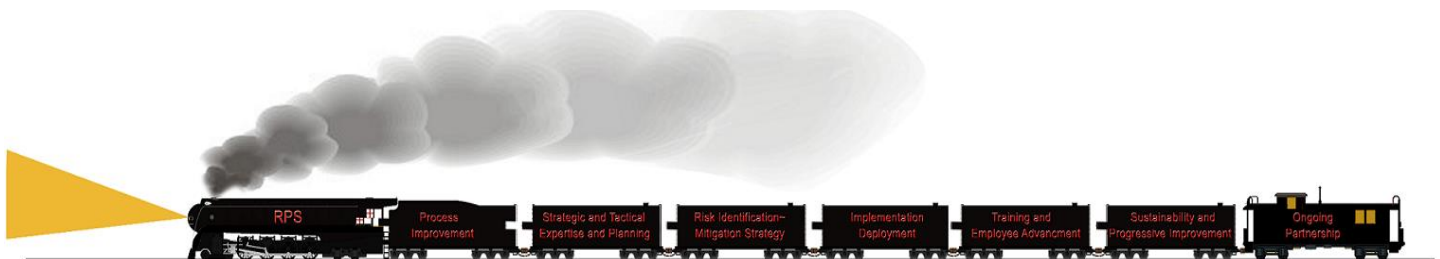 RPS
Process
Improvement
Strategic and Tactical
Expertise and Planning
Risk Identification–
Mitigation Strategy
Implementation
Deployment
Training and
Employee Advancment
Sustainability and
Progressive Improvement
Ongoing
Partnership